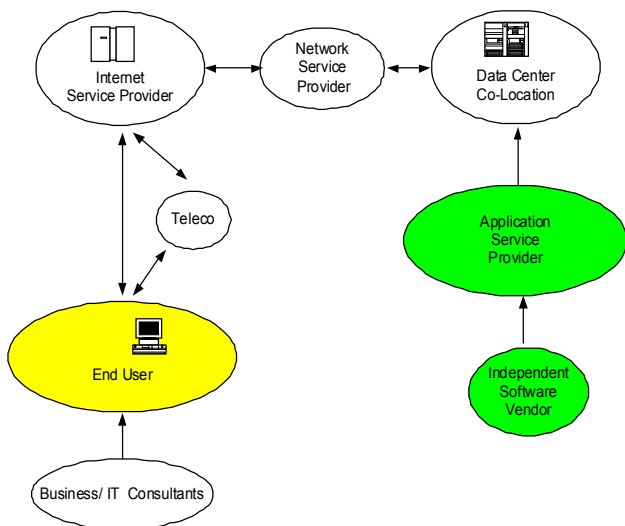 Internet
Service Provider
Network
Service
Provider
Data Center
Co-Location
Teleco
Application
Service
Provider
End User
Independent
Software
Vendor
Business/ IT Consultants